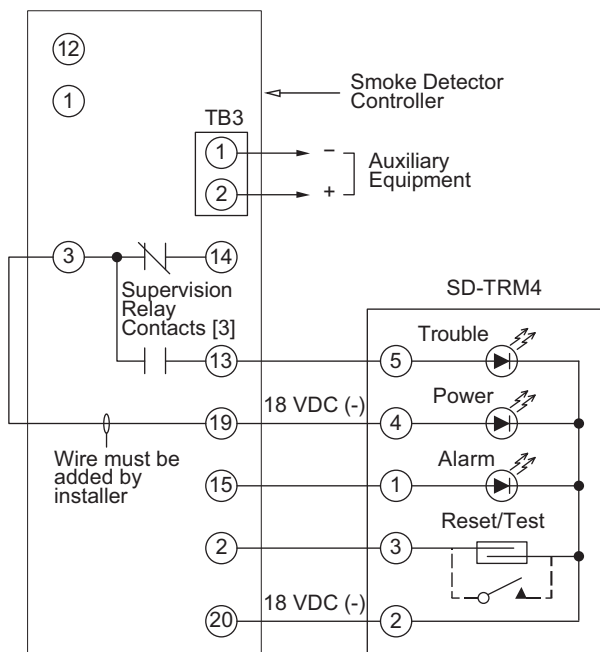 12
1
Smoke Detector
Controller
TB3
1
–
2
+
Auxiliary
Equipment
3
14
Supervision
Relay
Contacts [3]
SD-TRM4
13
5
Trouble
19
18 VDC (-)
4
Power
Wire must be
added by
installer
15
1
Alarm
2
3
Reset/Test
20
18 VDC (-)
2